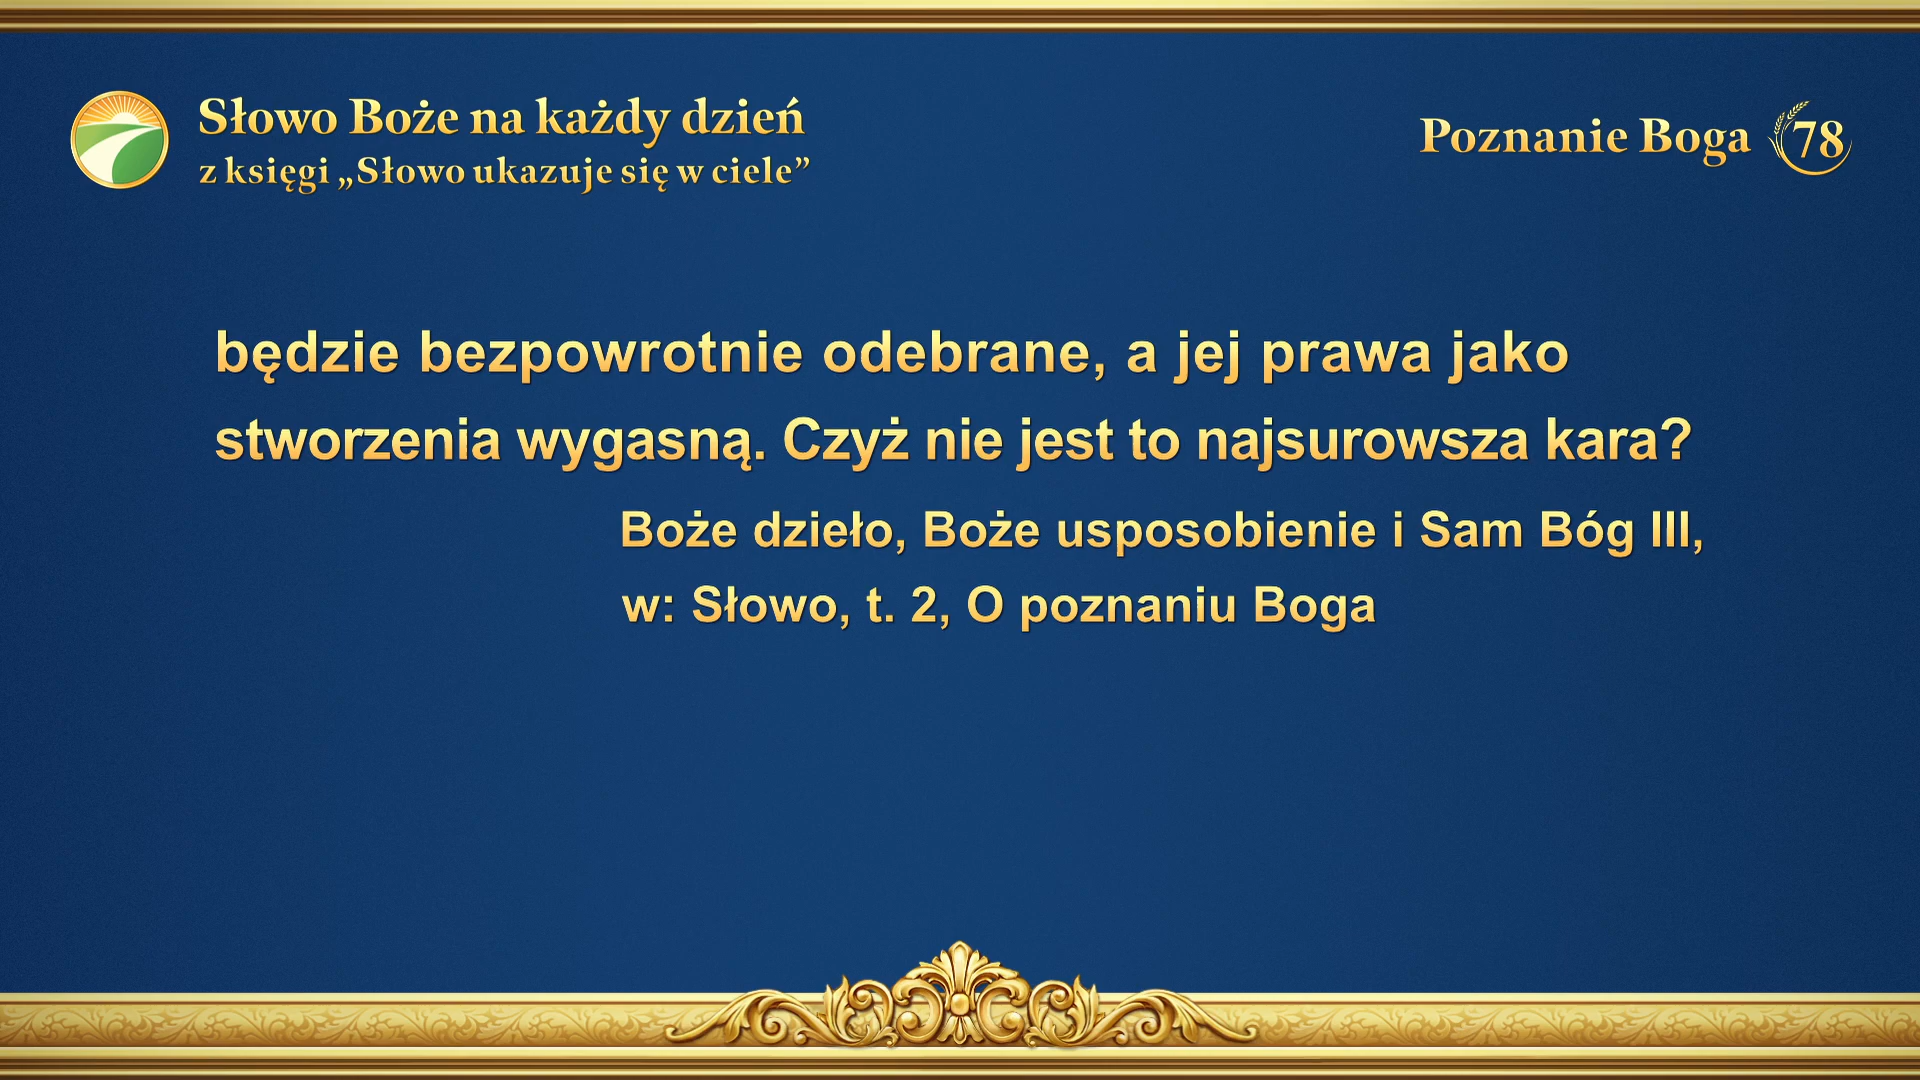 Słowo Boże na każdy dzień
z księgi „Słowo ukazuje się w ciele”
Poznanie Boga 78
będzie bezpowrotnie odebrane, a jej prawa jako
stworzenia wygasną. Czyż nie jest to najsurowsza kara?
Boże dzieło, Boże usposobienie i Sam Bóg III,
w: Słowo, t. 2, O poznaniu Boga